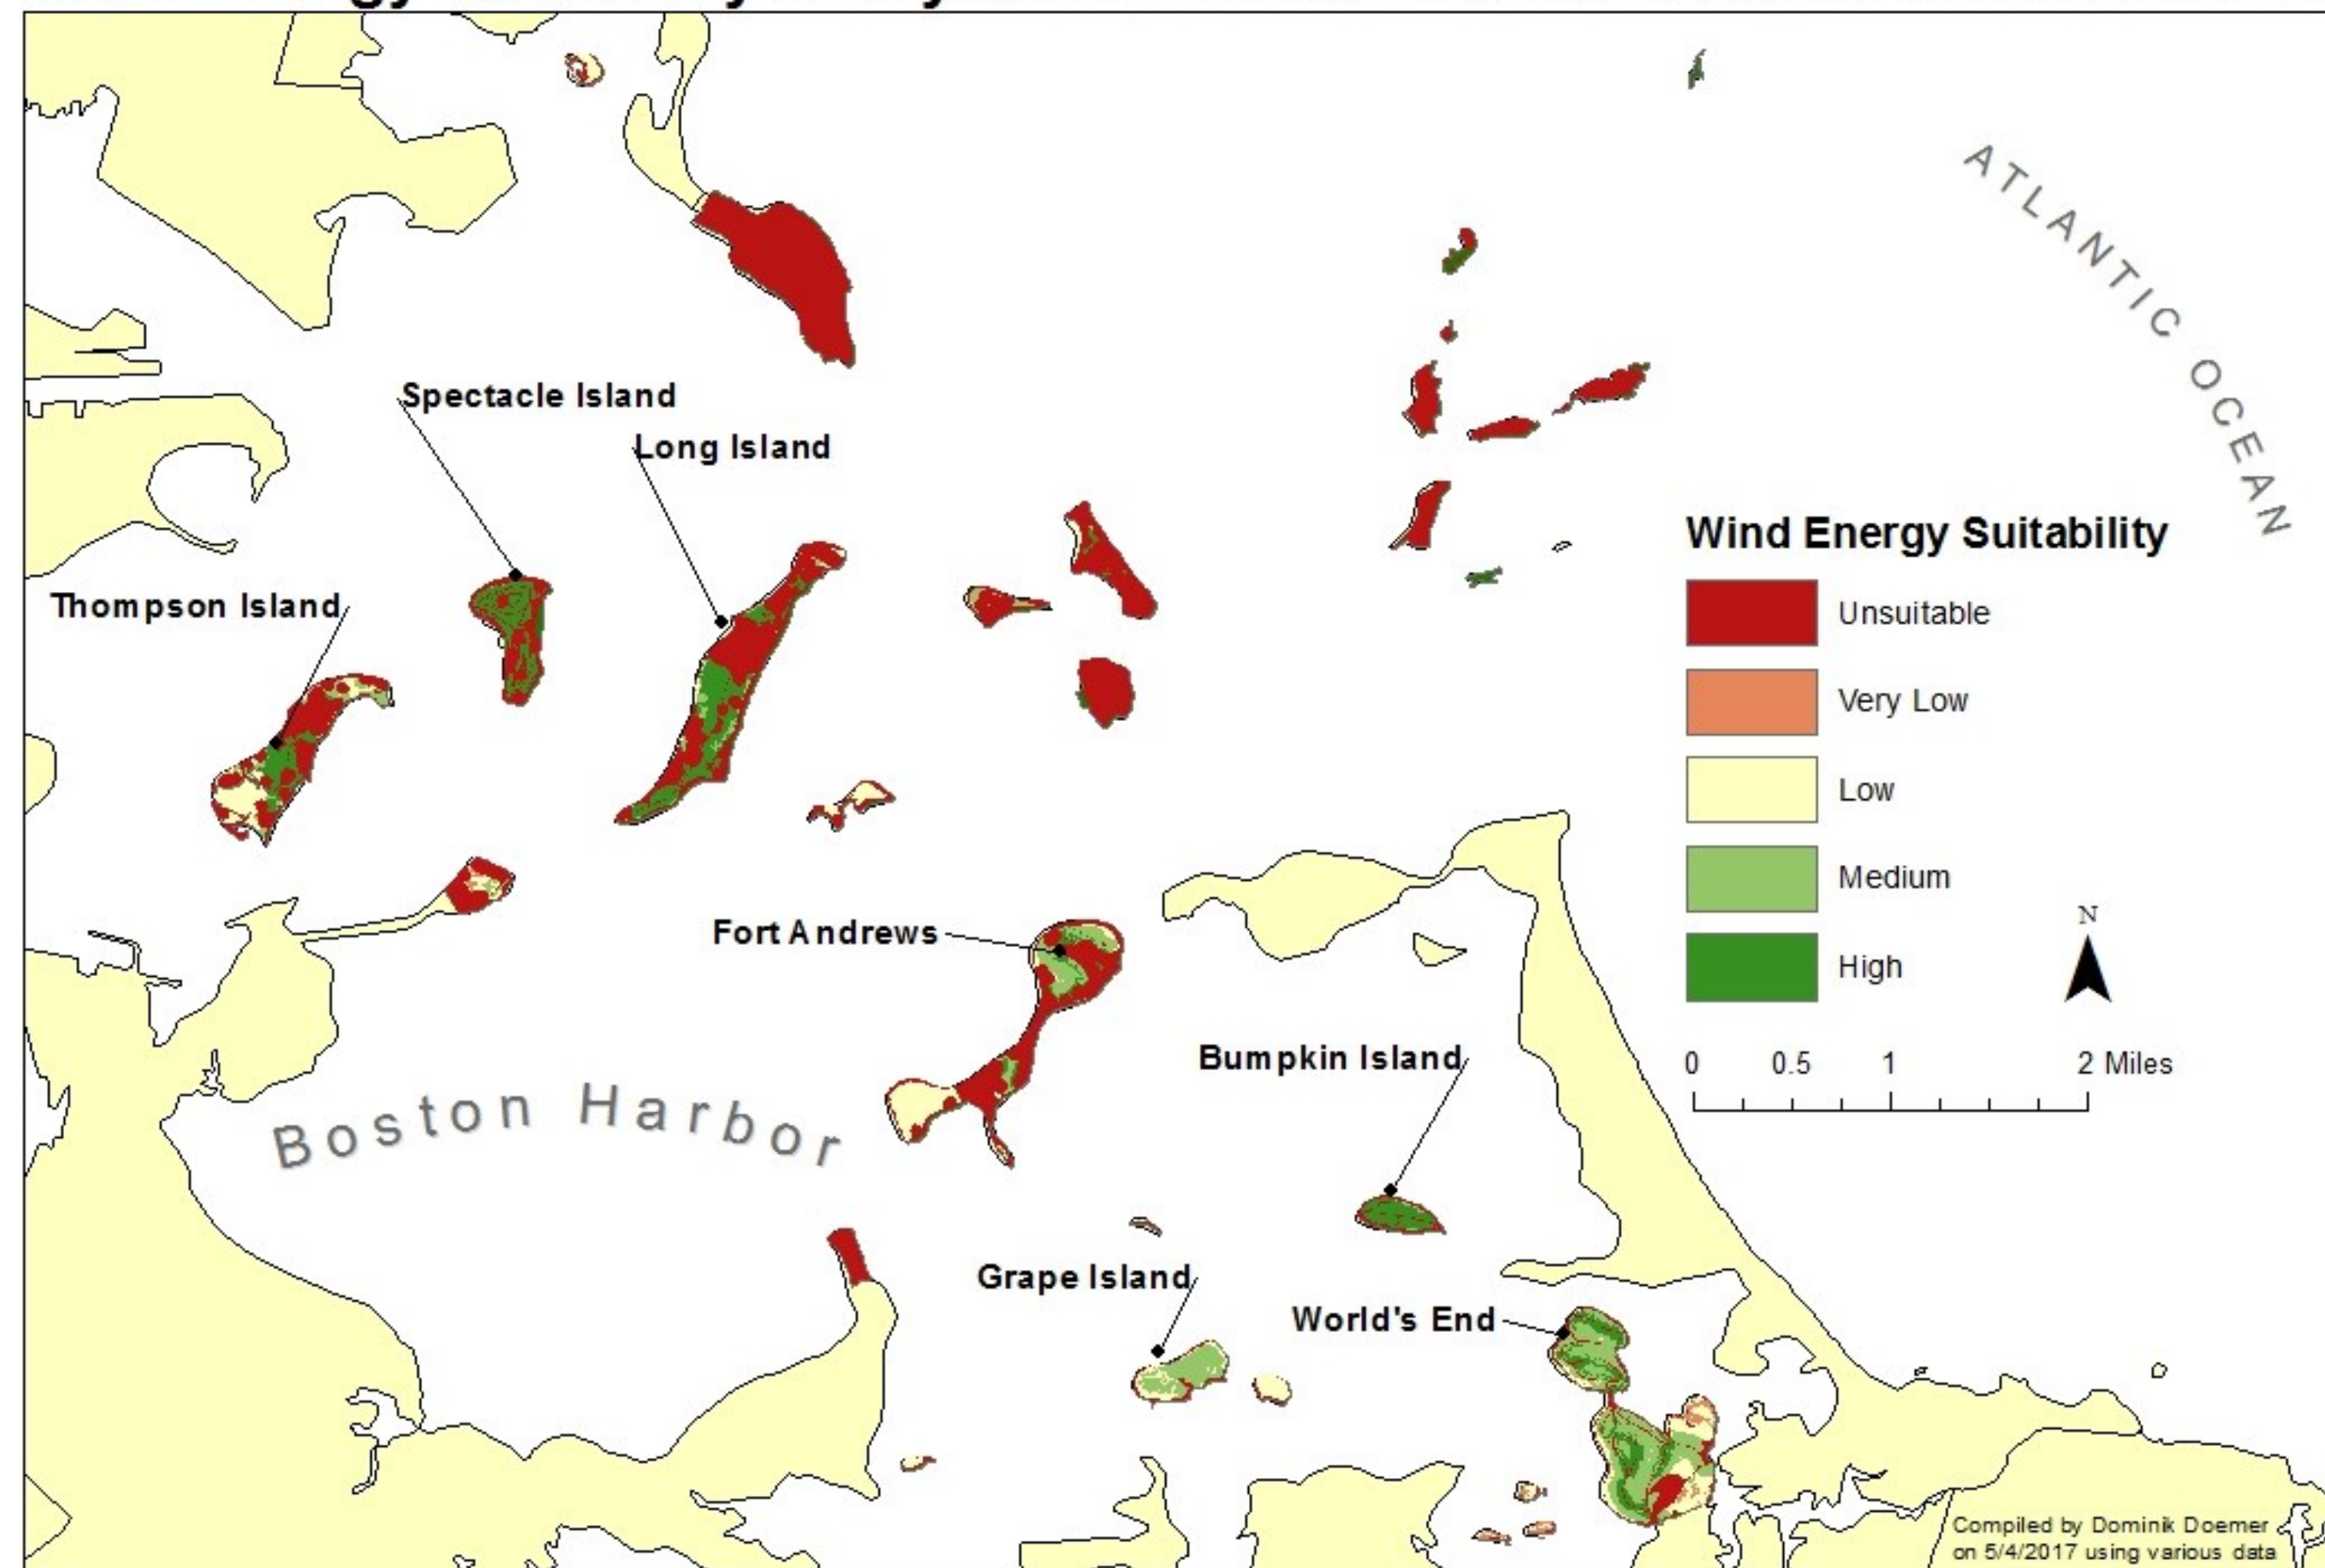 ATLANTIC OCEAN
Spectacle Island
Long Island
Thompson Island
Wind Energy Suitability
Unsuitable
Very Low
Low
Medium
High
N
Fort Andrews
Bumpkin Island
0 0.5 1 2 Miles
Boston Harbor
Grape Island
World's End
Compiled by Dominik Doemer
on 5/4/2017 using various data